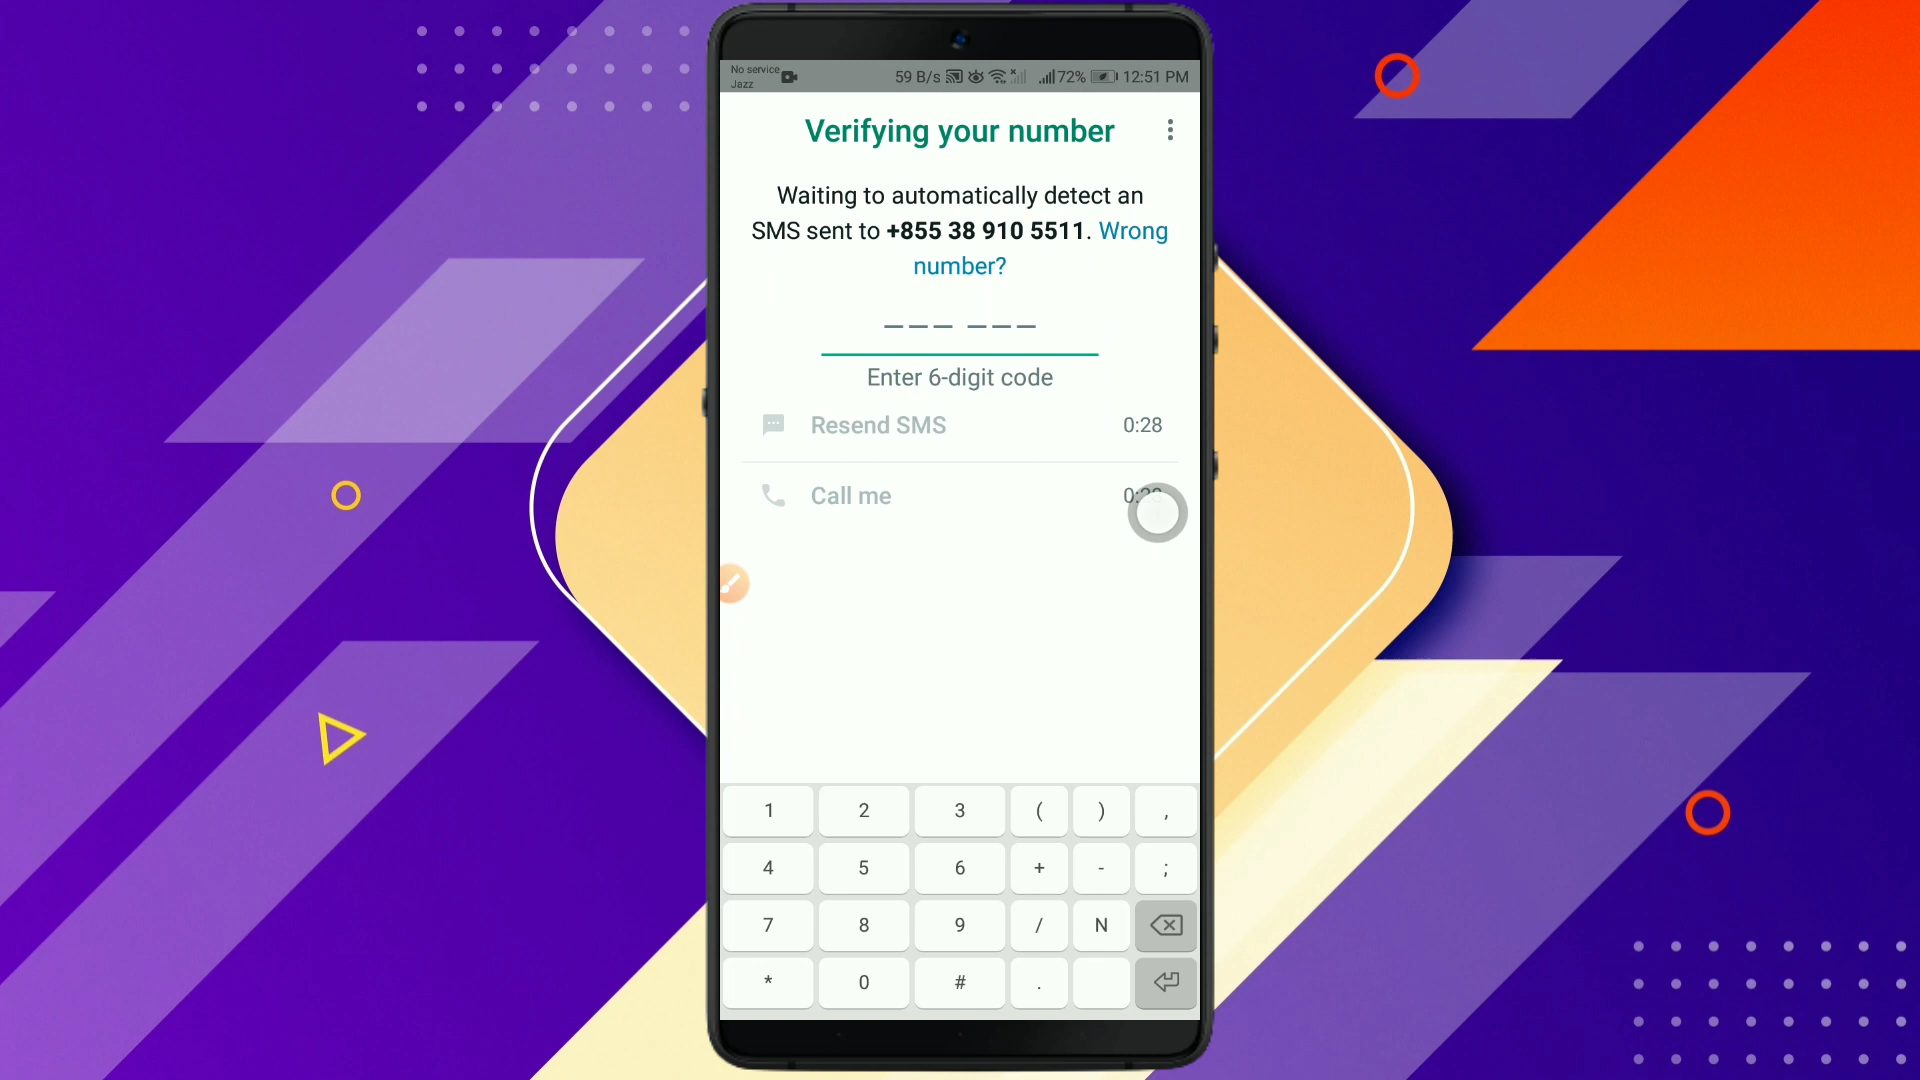 No service
Jazz
59 B/s
72%
12:51 PM
Verifying your number
Waiting to automatically detect an
SMS sent to +855 38 910 5511. Wrong
number?
Enter 6-digit code
Resend SMS 0:28
Call me
1 2 3 ( ) ,
4 5 6 + - ;
7 8 9 / N
* 0 # .